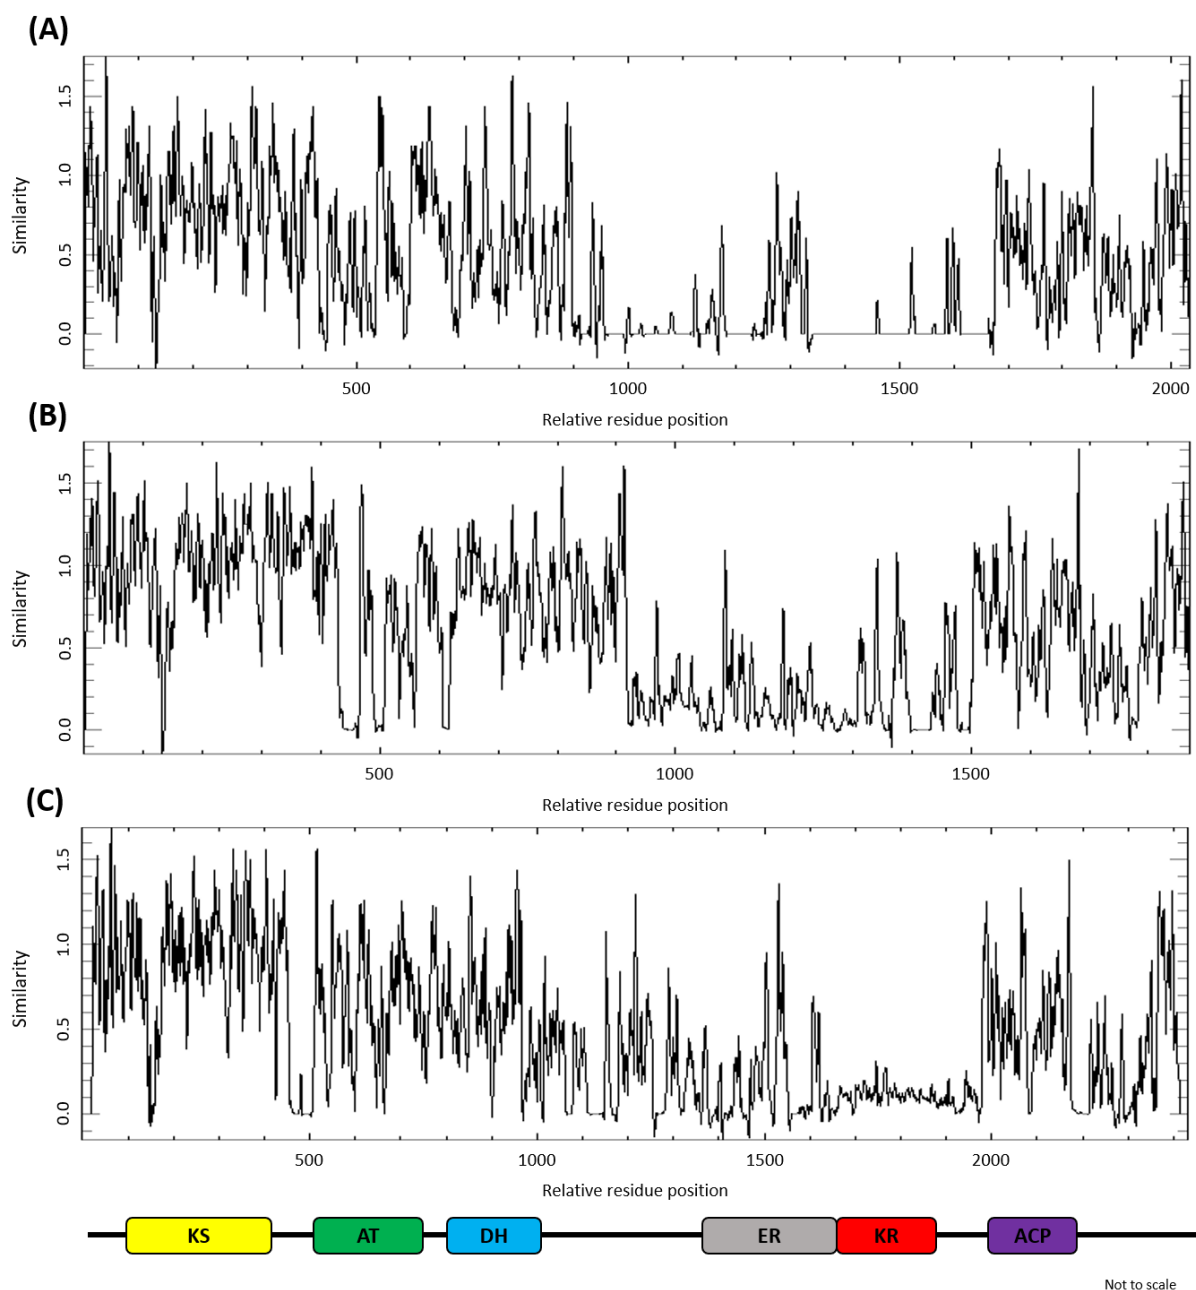 (A)
Similarity
0.0 0.5 1.0 1.5
500 1000 1500 2000
Relative residue position
(B)
Similarity
0.0 0.5 1.0 1.5
500 1000 1500
Relative residue position
(C)
Similarity
0.0 0.5 1.0 1.5
500 1000 1500 2000
Relative residue position
KS AT DH ER KR ACP
Not to scale